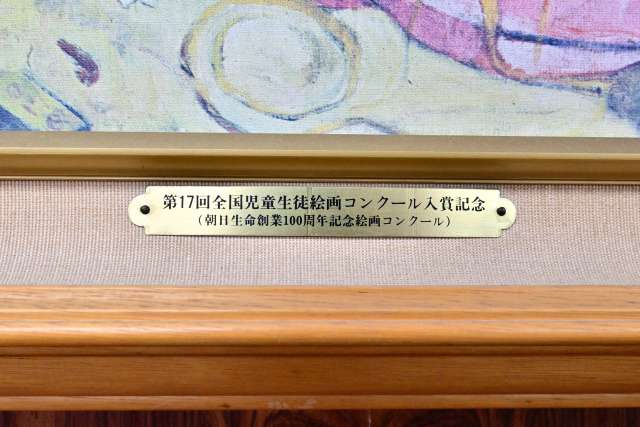 第17回全国児童生徒絵画コンクール入賞記念
(朝日生命創業100周年記念絵画コンクール)